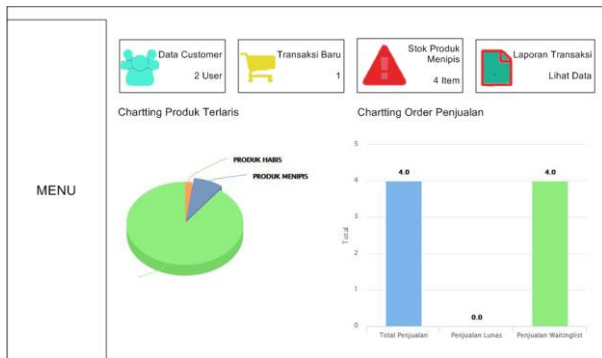 MENU
Data Customer
2 User
Transaksi Baru
1
Stok Produk
Menipis
4 Item
Laporan Transaksi
Lihat Data
Chartting Produk Terlaris
PRODUK HABIS
PRODUK MENIPIS
Chartting Order Penjualan
Total
5
4
3
2
1
0
4.0
0.0
4.0
Total Penjualan
Penjualan Lunas
Penjualan Waitinglist